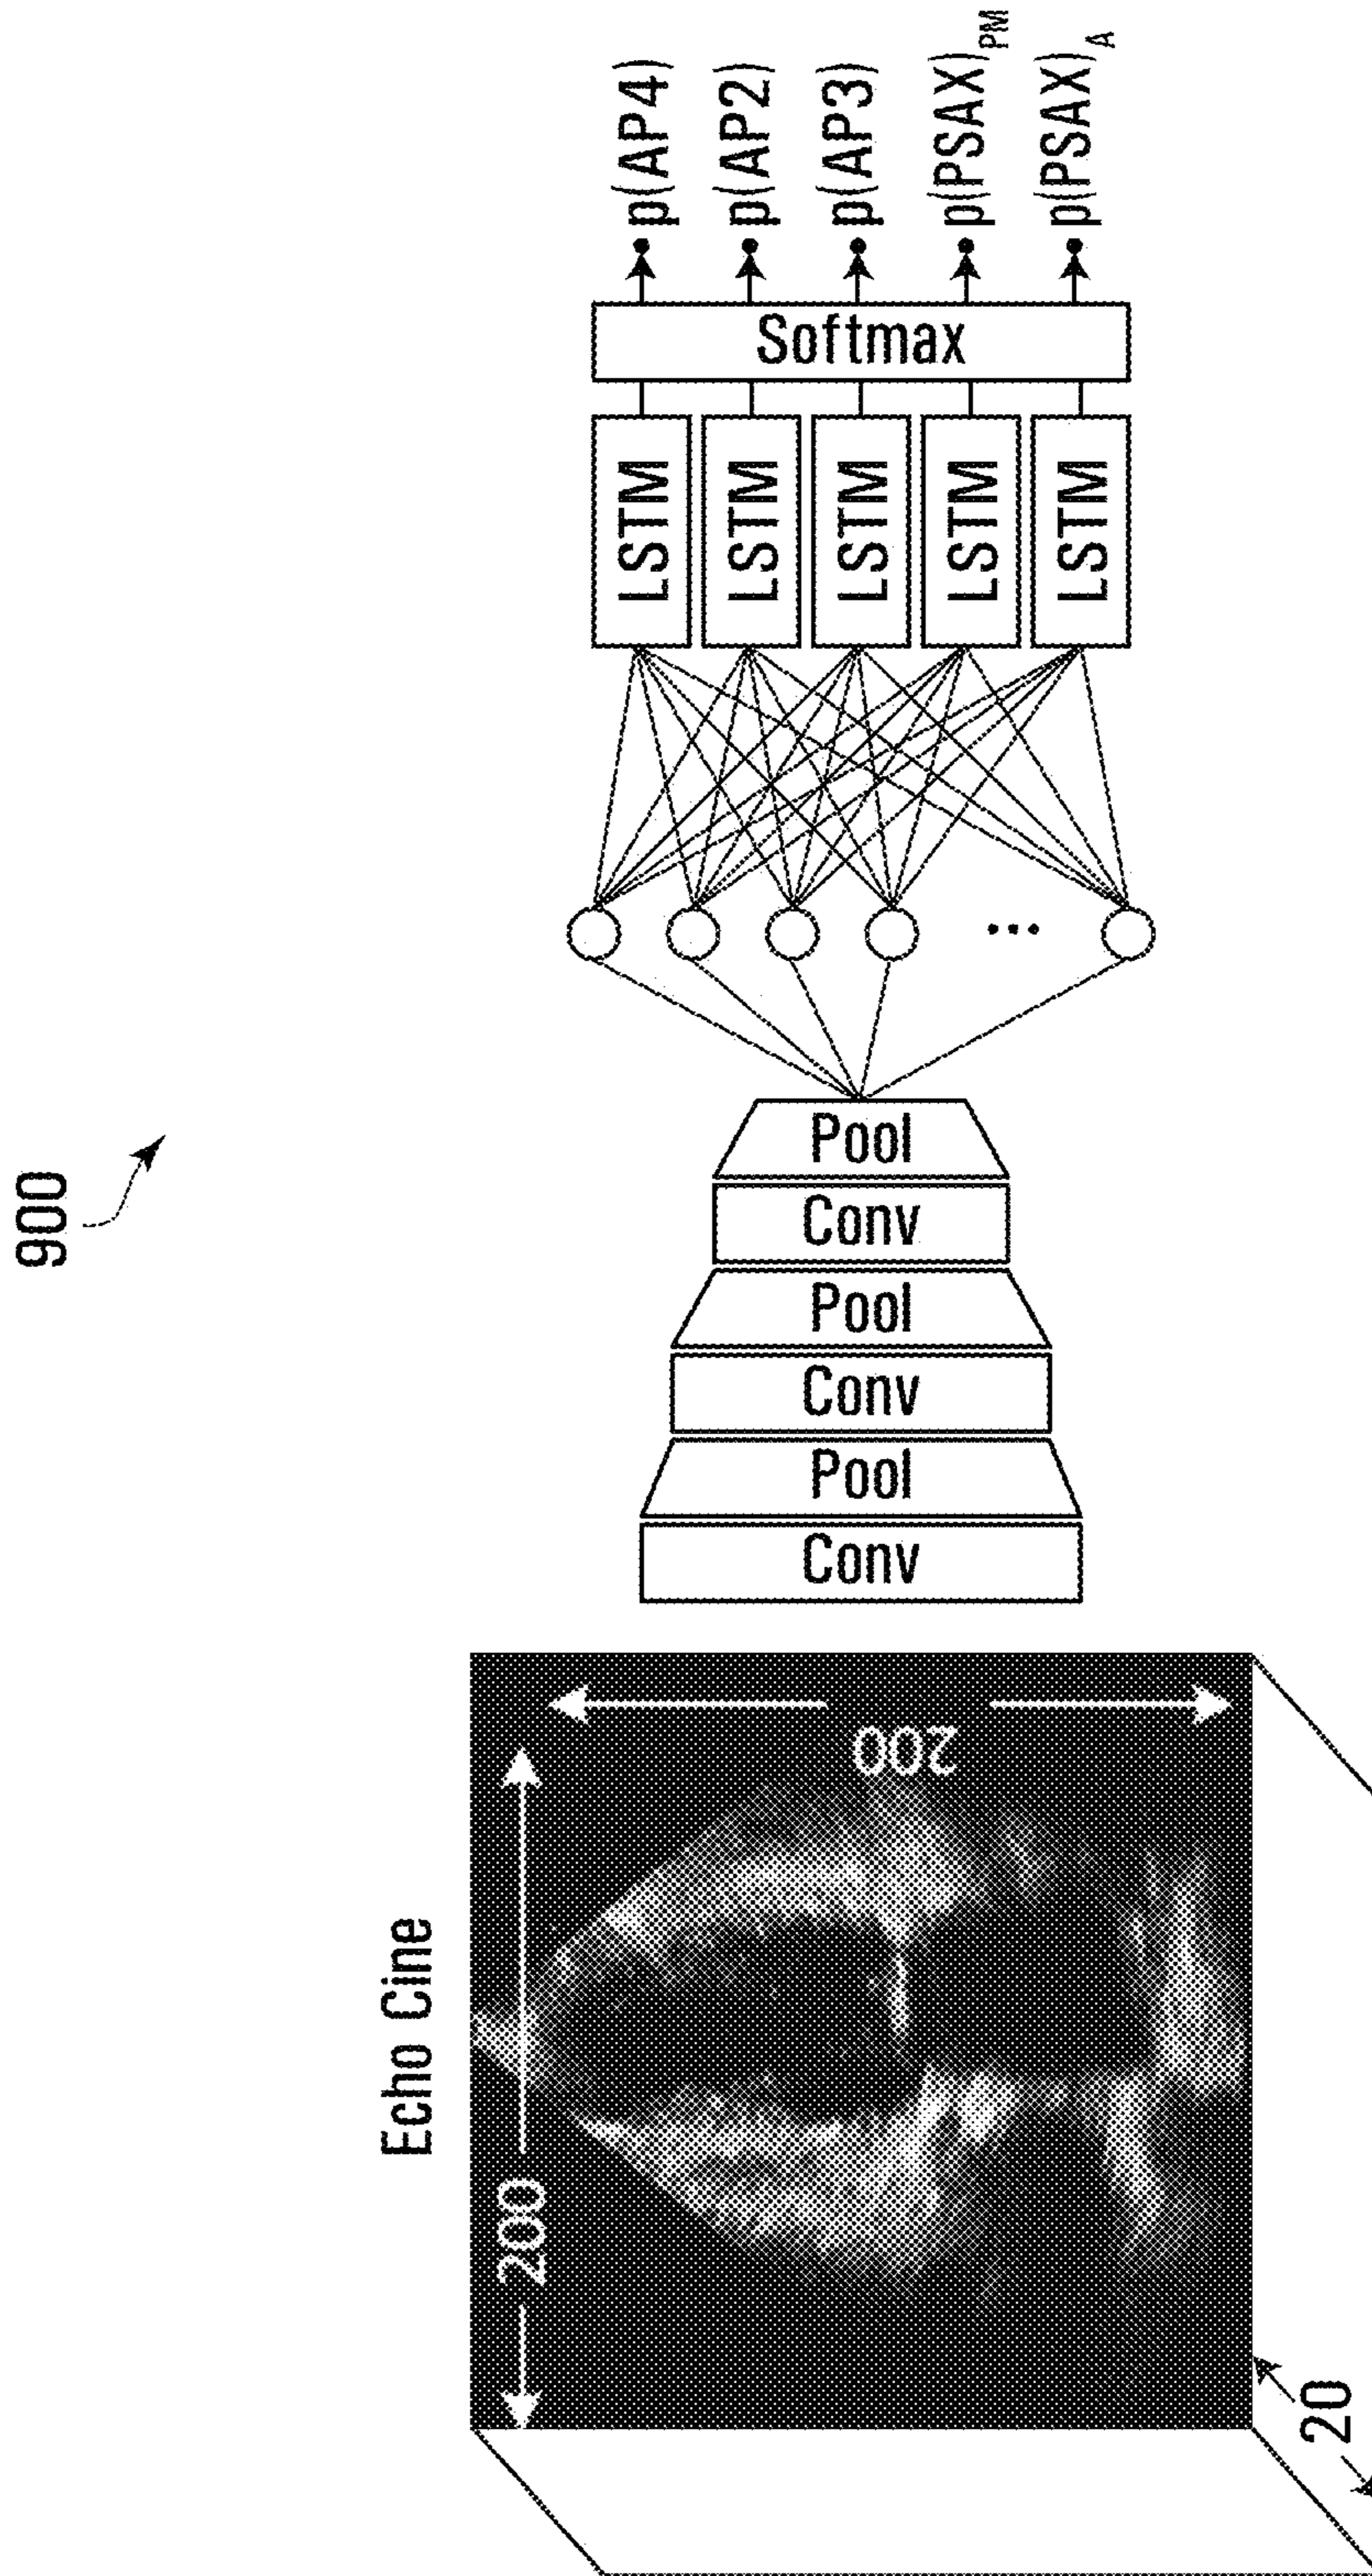 900
Echo Cine
200
200
20
Conv
Pool
Conv
Pool
Conv
Pool
...
LSTM
LSTM
LSTM
LSTM
LSTM
Softmax
p(AP4)
p(AP2)
p(AP3)
p(PSAX)PM
p(PSAX)A